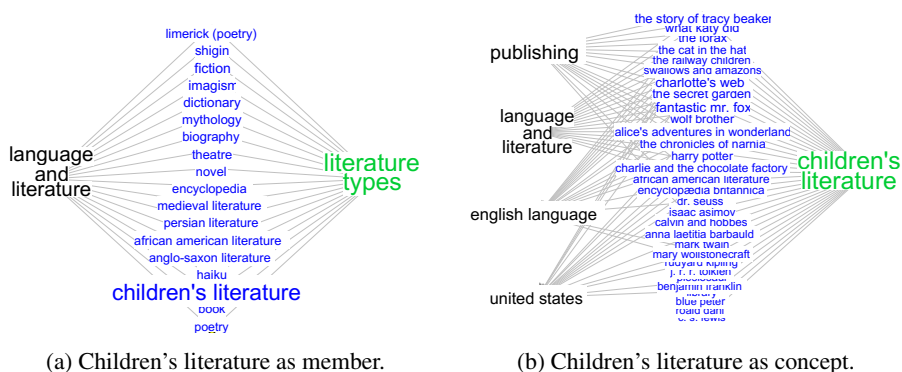 limerick (poetry)
shigin
fiction
imagism
dictionary
mythology
biography
theatre
novel
encyclopedia
medieval literature
persian literature
african american literature
anglo-saxon literature
haiku
children's literature
book
poetry
language
and
literature
literature
types
(a) Children's literature as member.
the story of tracy beaker
what katy did
the lorax
the cat in the hat
the railway children
swallows and amazons
charlotte's web
the secret garden
fantastic mr. fox
wolf brother
alice's adventures in wonderland
the chronicles of narnia
harry potter
charlie and the chocolate factory
african american literature
encyclopædia britannica
dr. seuss
isaac asimov
calvin and hobbes
anna laetitia barbauld
mark twain
mary wollstonecraft
rudyard kipling
j. r. r. tolkien
benjamin franklin
library
blue peter
roald dahl
c. s. lewis
publishing
language
and
literature
english language
united states
children's
literature
(b) Children's literature as concept.